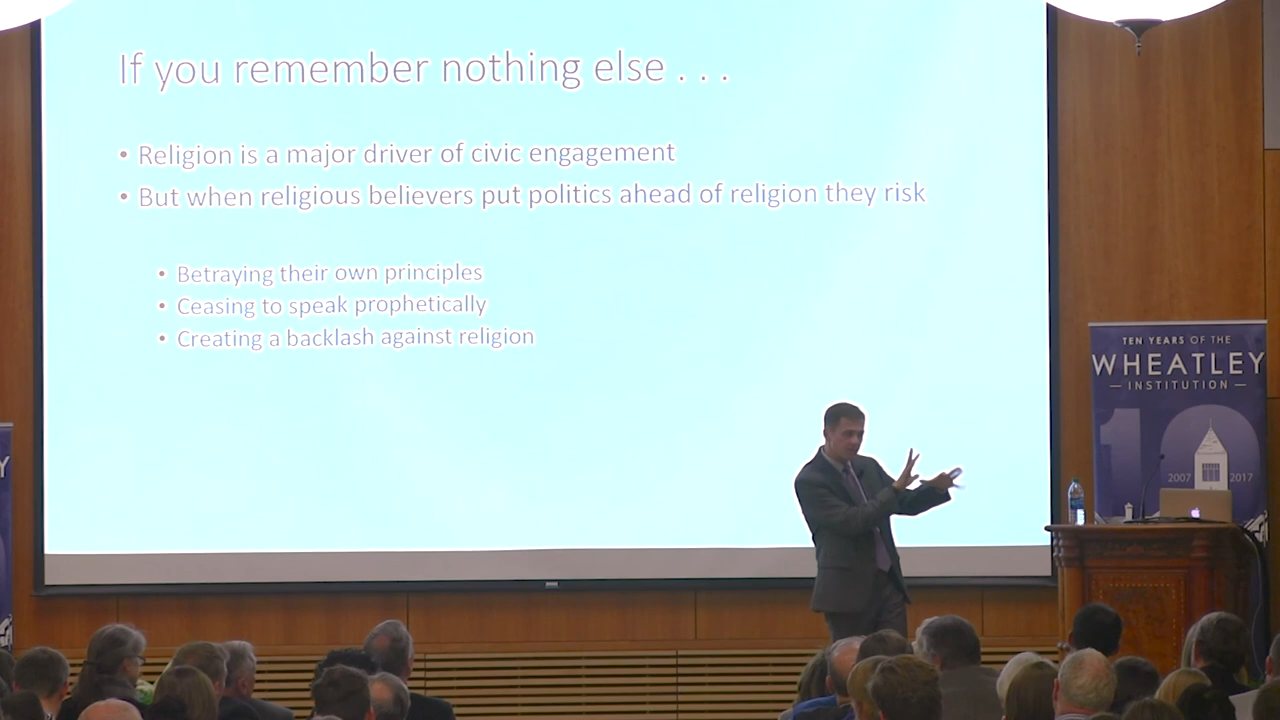 If you remember nothing else . . .
• Religion is a major driver of civic engagement
• But when religious believers put politics ahead of religion they risk
• Betraying their own principles
• Ceasing to speak prophetically
• Creating a backlash against religion
TEN YEARS OF THE
WHEATLEY
— INSTITUTION —
10
2007 2017
Y